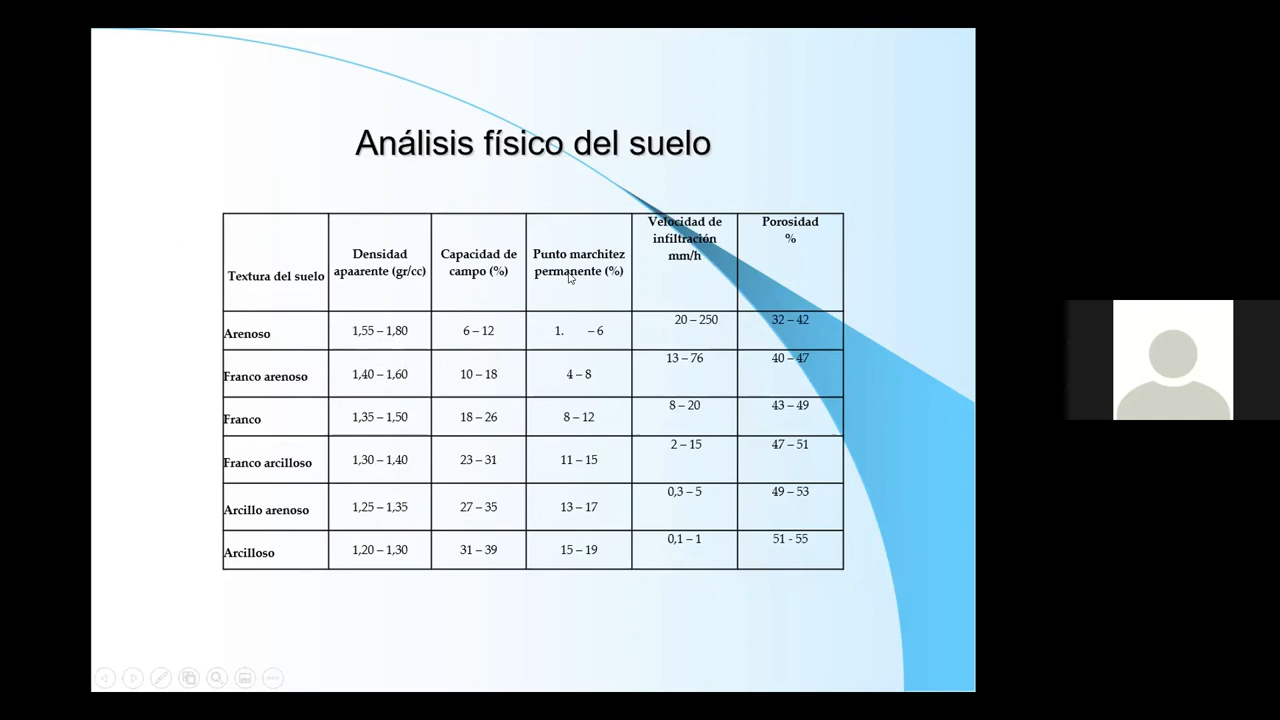 Análisis físico del suelo
Textura del suelo
Densidad
apaarente (gr/cc)
Capacidad de
campo (%)
Punto marchitez
permanente (%)
Velocidad de
infiltración
mm/h
Porosidad
%
Arenoso 1,55 – 1,80 6 – 12 1. – 6 20 – 250 32 – 42
Franco arenoso 1,40 – 1,60 10 – 18 4 – 8 13 – 76 40 – 47
Franco 1,35 – 1,50 18 – 26 8 – 12 8 – 20 43 – 49
Franco arcilloso 1,30 – 1,40 23 – 31 11 – 15 2 – 15 47 – 51
Arcillo arenoso 1,25 – 1,35 27 – 35 13 – 17 0,3 – 5 49 – 53
Arcilloso 1,20 – 1,30 31 – 39 15 – 19 0,1 – 1 51 - 55